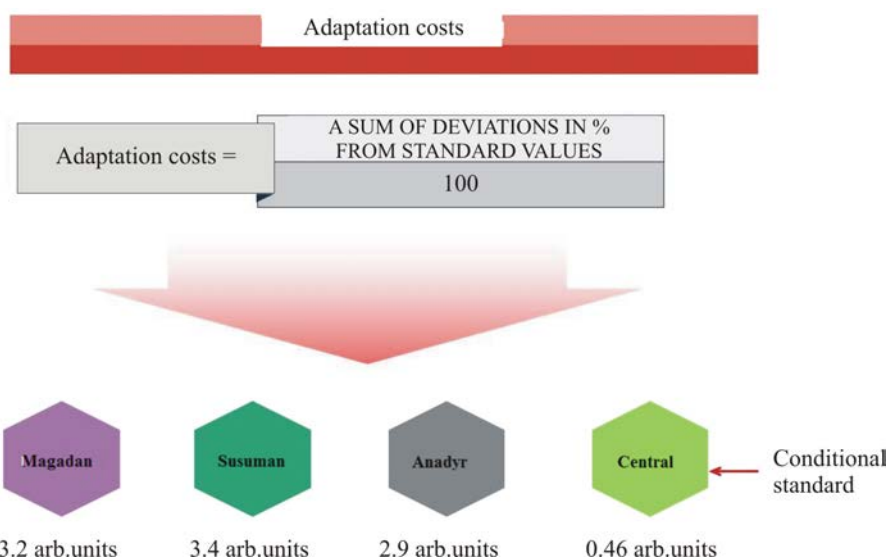 Adaptation costs
Adaptation costs =
A SUM OF DEVIATIONS IN %
FROM STANDARD VALUES
100
Magadan
Susuman
Anadyr
Central
Conditional
standard
3.2 arb.units
3.4 arb.units
2.9 arb.units
0.46 arb.units